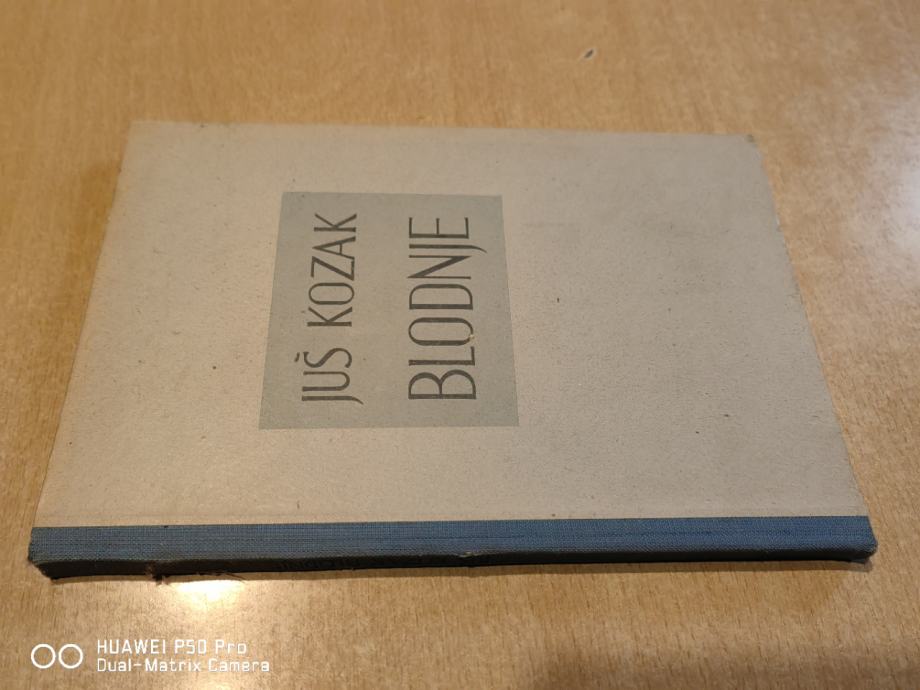 JUŠ KOZAK
BLODNJE
HUAWEI P50 Pro
Dual-Matrix Camera